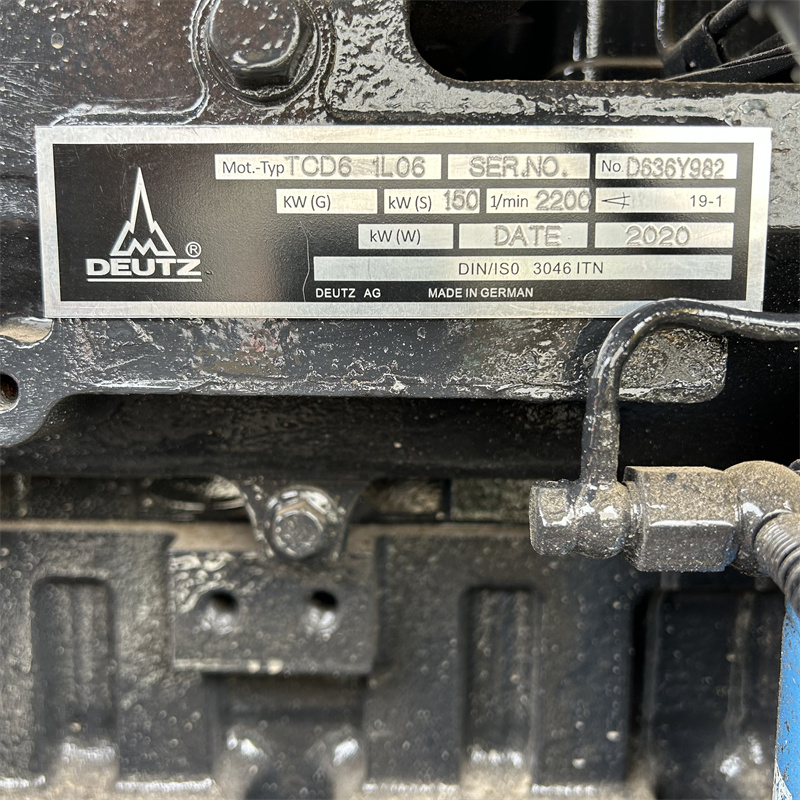 Mot.-Typ TCD6 1L06 SER.NO. No. D636Y982
KW (G) kW (S) 150 1/min 2200 19-1
kW (W) DATE 2020
DEUTZ ®
DIN/IS0 3046 ITN
DEUTZ AG MADE IN GERMAN